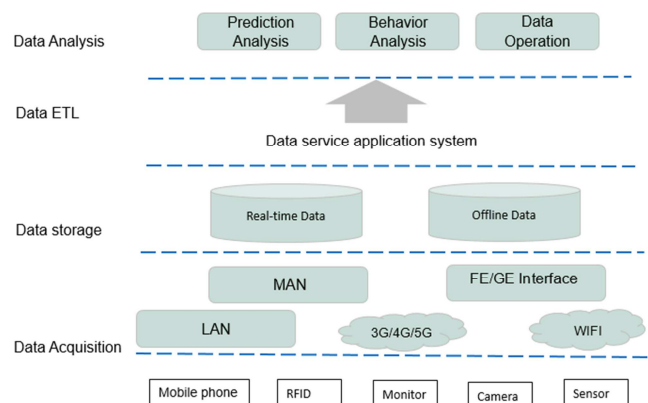 Data Analysis
Prediction
Analysis
Behavior
Analysis
Data
Operation
Data ETL
Data service application system
Data storage
Real-time Data
Offline Data
MAN
FE/GE Interface
Data Acquisition
LAN
3G/4G/5G
WIFI
Mobile phone
RFID
Monitor
Camera
Sensor